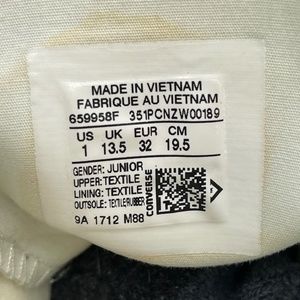 MADE IN VIETNAM
FABRIQUE AU VIETNAM
659958F 351PCNZW00189
US UK EUR CM
1 13.5 32 19.5
GENDER: JUNIOR
UPPER: TEXTILE
LINING: TEXTILE
OUTSOLE: TEXTILE/RUBBER
CONVERSE
9A 1712 M88